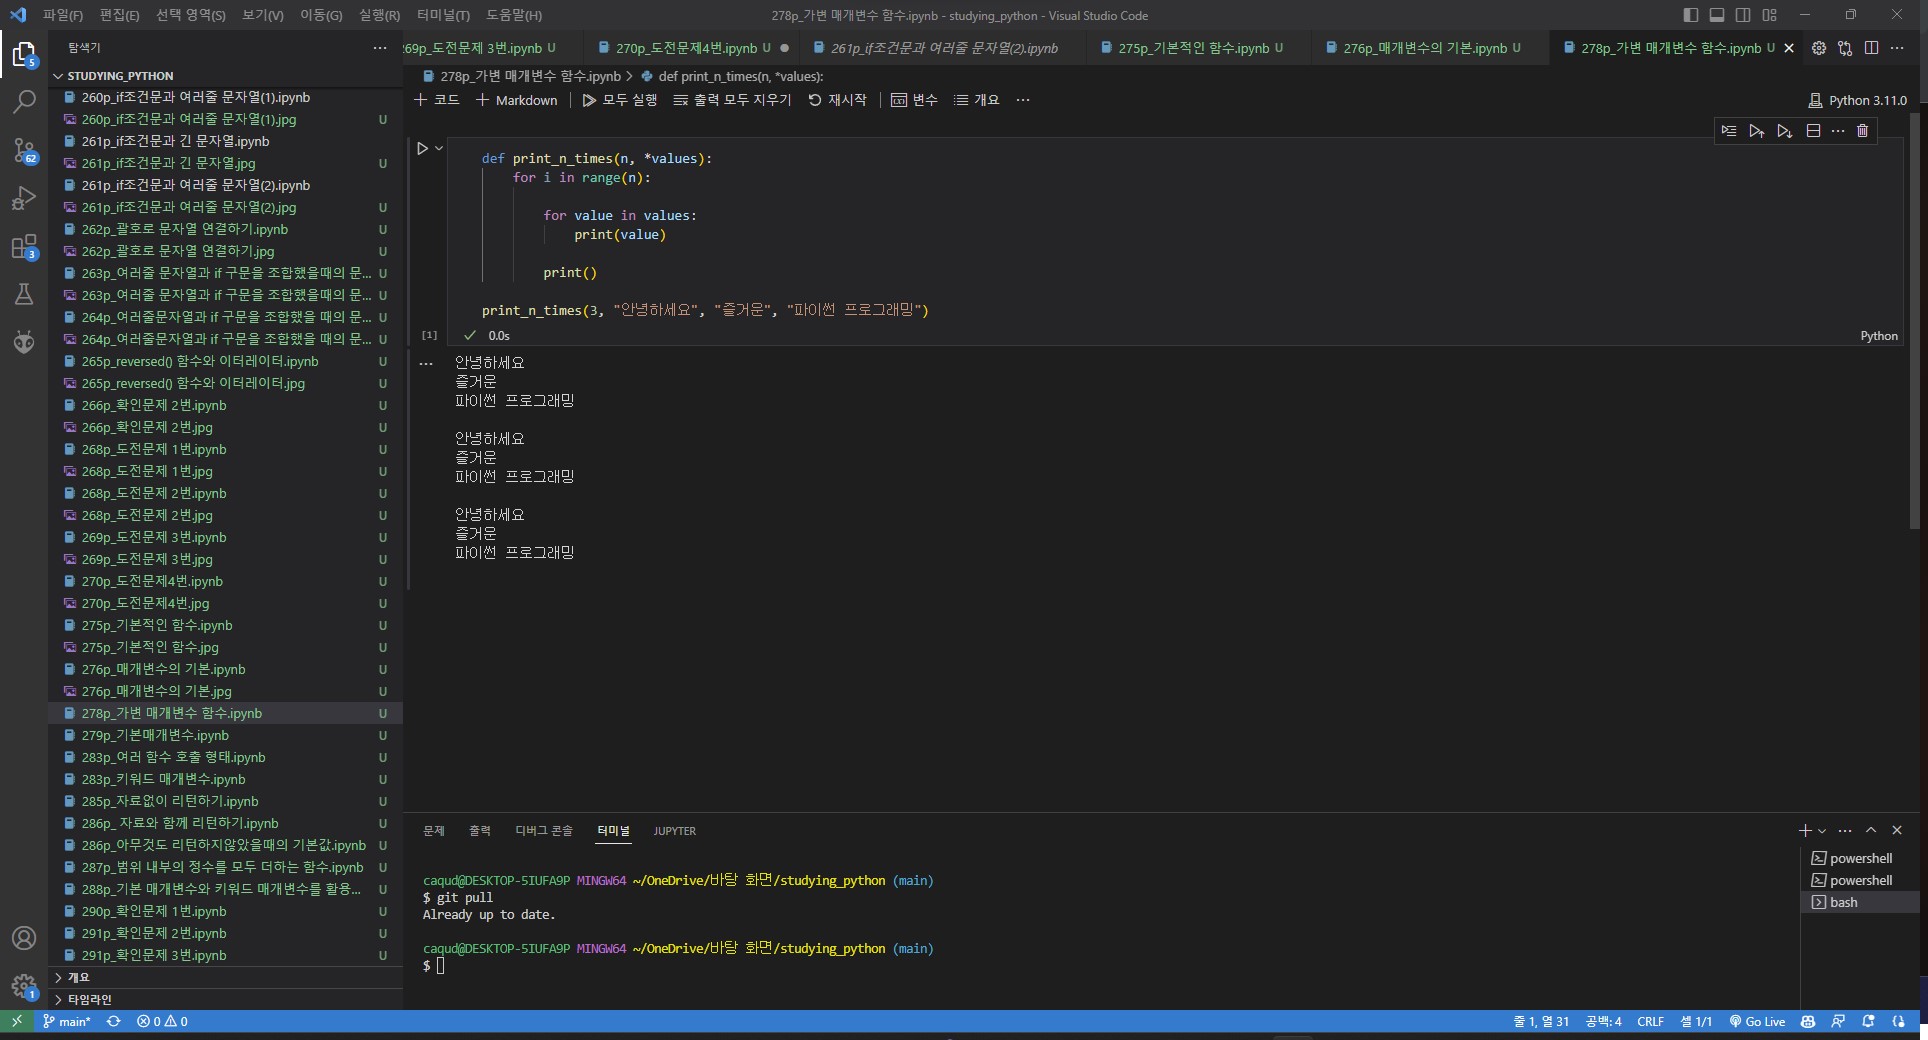 파일(F) 편집(E) 선택 영역(S) 보기(V) 이동(G) 실행(R) 터미널(T) 도움말(H)
278p_가변 매개변수 함수.ipynb - studying_python - Visual Studio Code
탐색기
STUDYING_PYTHON
260p_if조건문과 여러줄 문자열(1).ipynb
260p_if조건문과 여러줄 문자열(1).jpg U
261p_if조건문과 긴 문자열.ipynb
261p_if조건문과 긴 문자열.jpg U
261p_if조건문과 여러줄 문자열(2).ipynb
261p_if조건문과 여러줄 문자열(2).jpg U
262p_괄호로 문자열 연결하기.ipynb U
262p_괄호로 문자열 연결하기.jpg U
263p_여러줄 문자열과 if 구문을 조합했을때의 문... U
263p_여러줄 문자열과 if 구문을 조합했을때의 문... U
264p_여러줄문자열과 if 구문을 조합했을 때의 문... U
264p_여러줄문자열과 if 구문을 조합했을 때의 문... U
265p_reversed() 함수와 이터레이터.ipynb U
265p_reversed() 함수와 이터레이터.jpg U
266p_확인문제 2번.ipynb U
266p_확인문제 2번.jpg U
268p_도전문제 1번.ipynb U
268p_도전문제 1번.jpg U
268p_도전문제 2번.ipynb U
268p_도전문제 2번.jpg U
269p_도전문제 3번.ipynb U
269p_도전문제 3번.jpg U
270p_도전문제4번.ipynb U
270p_도전문제4번.jpg U
275p_기본적인 함수.ipynb U
275p_기본적인 함수.jpg U
276p_매개변수의 기본.ipynb U
276p_매개변수의 기본.jpg U
278p_가변 매개변수 함수.ipynb U
279p_기본매개변수.ipynb U
283p_여러 함수 호출 형태.ipynb U
283p_키워드 매개변수.ipynb U
285p_자료없이 리턴하기.ipynb U
286p_ 자료와 함께 리턴하기.ipynb U
286p_아무것도 리턴하지않았을때의 기본값.ipynb U
287p_범위 내부의 정수를 모두 더하는 함수.ipynb U
288p_기본 매개변수와 키워드 매개변수를 활용... U
290p_확인문제 1번.ipynb U
291p_확인문제 2번.ipynb U
291p_확인문제 3번.ipynb U
개요
타임라인
69p_도전문제 3번.ipynb U
270p_도전문제4번.ipynb U
261p_if조건문과 여러줄 문자열(2).ipynb
275p_기본적인 함수.ipynb U
276p_매개변수의 기본.ipynb U
278p_가변 매개변수 함수.ipynb U
278p_가변 매개변수 함수.ipynb > def print_n_times(n, *values):
+ 코드 + Markdown 모두 실행 출력 모두 지우기 재시작 변수 개요 ...
Python 3.11.0
def print_n_times(n, *values):
for i in range(n):
for value in values:
print(value)
print()
print_n_times(3, "안녕하세요", "즐거운", "파이썬 프로그래밍")
[1] 0.0s
Python
안녕하세요
즐거운
파이썬 프로그래밍
안녕하세요
즐거운
파이썬 프로그래밍
안녕하세요
즐거운
파이썬 프로그래밍
문제 출력 디버그 콘솔 터미널 JUPYTER
caqud@DESKTOP-5IUFA9P MINGW64 ~/OneDrive/바탕 화면/studying_python (main)
$ git pull
Already up to date.
caqud@DESKTOP-5IUFA9P MINGW64 ~/OneDrive/바탕 화면/studying_python (main)
$
powershell
powershell
bash
5
62
3
1
main* 0 0
줄 1, 열 31 공백: 4 CRLF 셀 1/1 Go Live